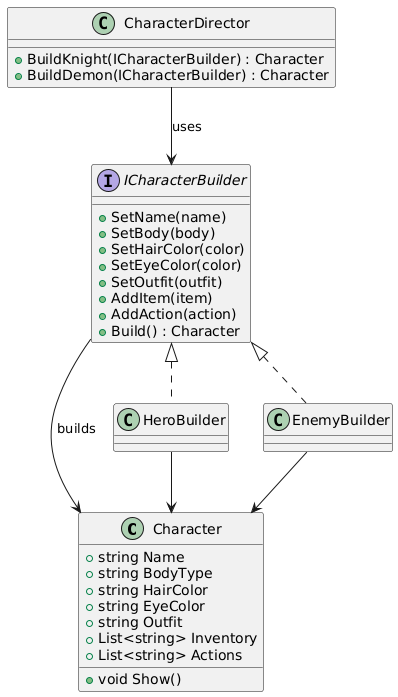 C CharacterDirector
BuildKnight(ICharacterBuilder) : Character
BuildDemon(ICharacterBuilder) : Character
uses
I ICharacterBuilder
SetName(name)
SetBody(body)
SetHairColor(color)
SetEyeColor(color)
SetOutfit(outfit)
AddItem(item)
AddAction(action)
Build() : Character
builds
C HeroBuilder
C EnemyBuilder
C Character
string Name
string BodyType
string HairColor
string EyeColor
string Outfit
List<string> Inventory
List<string> Actions
void Show()